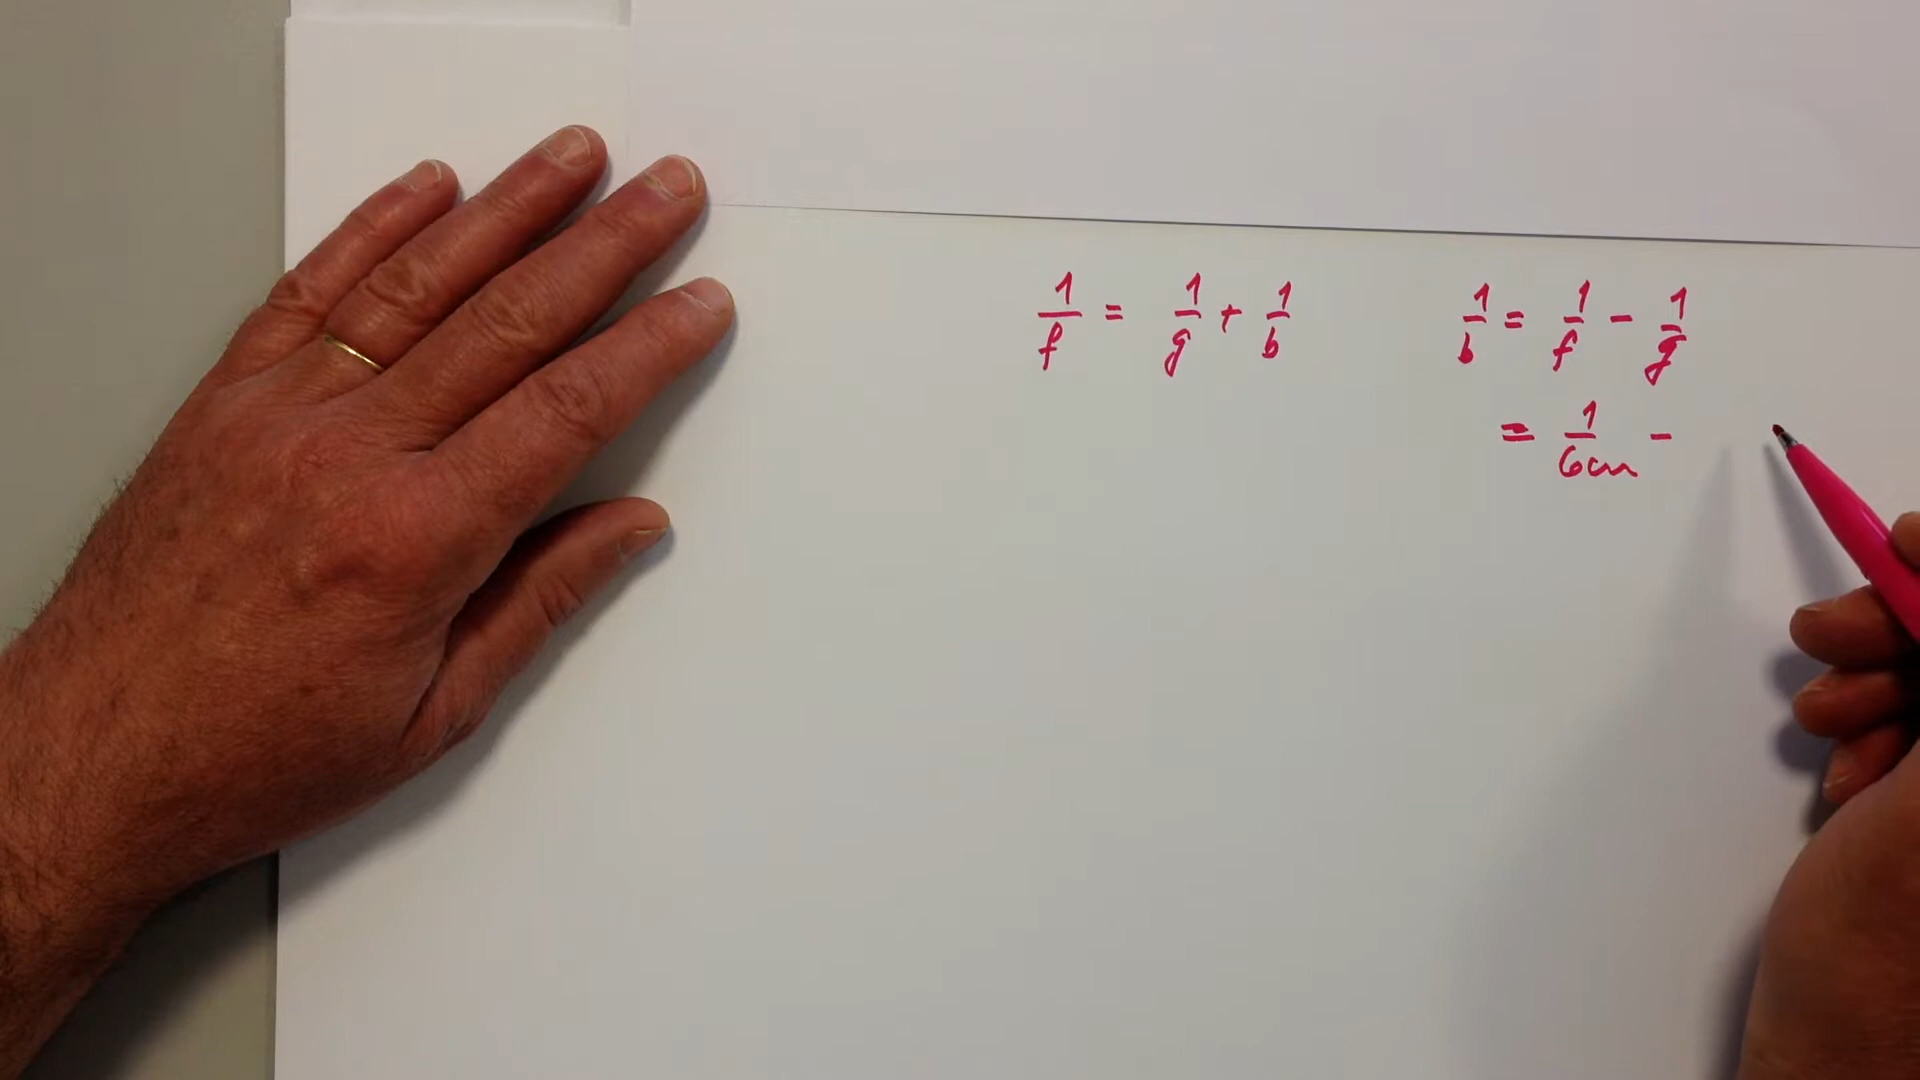 1/f = 1/g + 1/b
1/b = 1/f - 1/g
= 1/6cm -